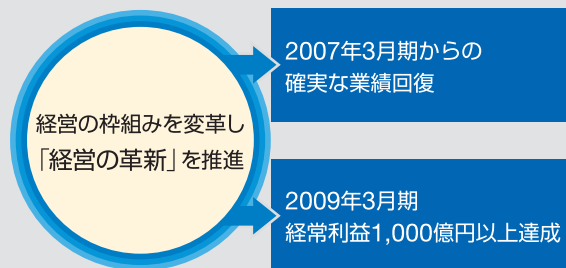 経営の枠組みを変革し
「経営の革新」を推進
2007年3月期からの
確実な業績回復
2009年3月期
経常利益1,000億円以上達成